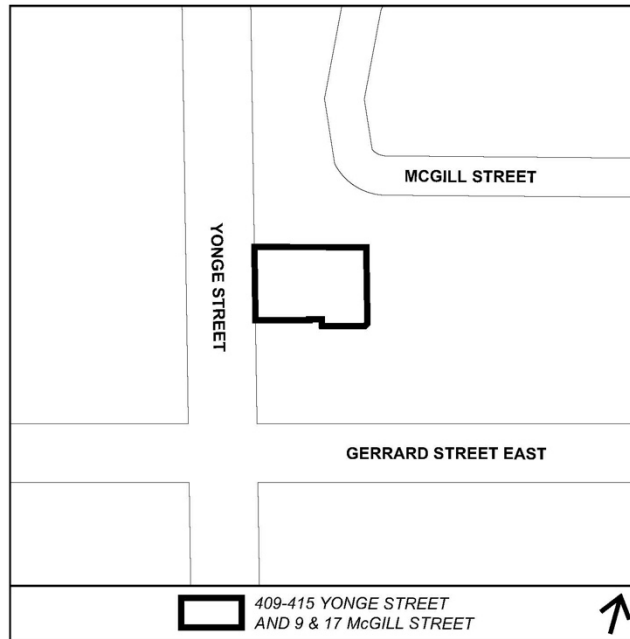 MCGILL STREET
YONGE STREET
GERRARD STREET EAST
409-415 YONGE STREET
AND 9 & 17 McGILL STREET